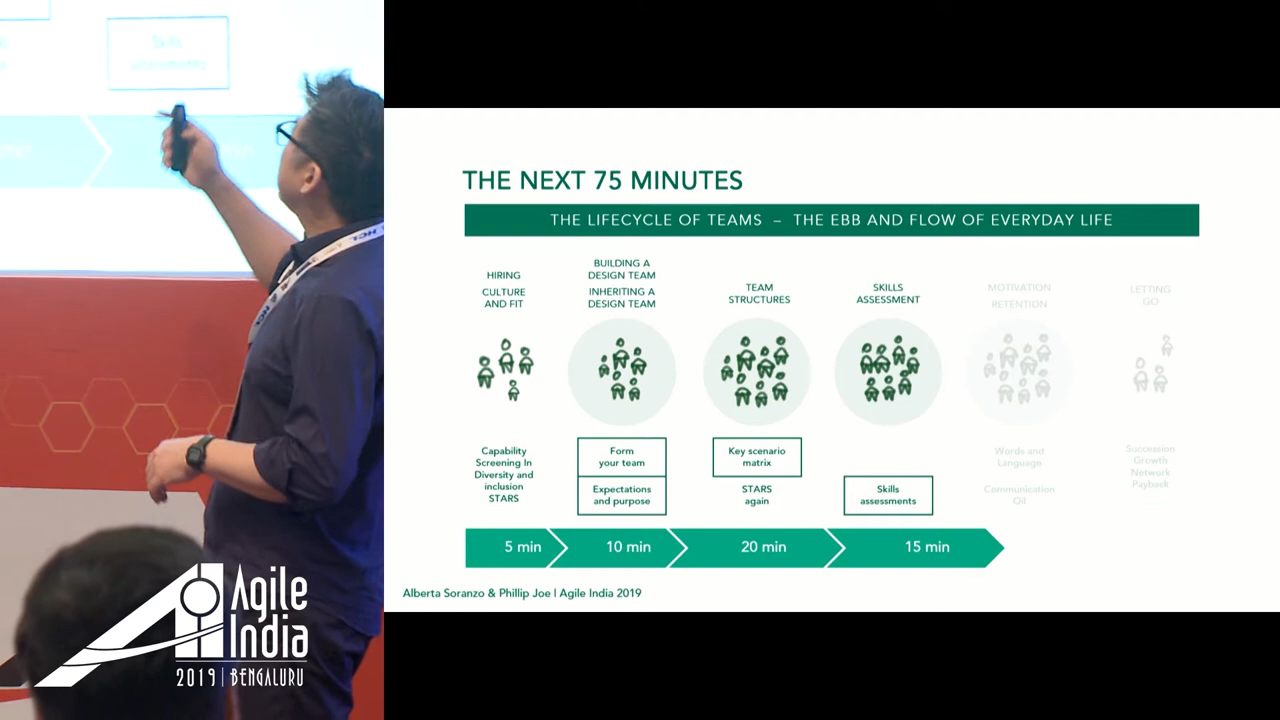 Skills
assessments
THE NEXT 75 MINUTES
THE LIFECYCLE OF TEAMS – THE EBB AND FLOW OF EVERYDAY LIFE
HIRING
CULTURE
AND FIT
BUILDING A
DESIGN TEAM
INHERITING A
DESIGN TEAM
TEAM
STRUCTURES
SKILLS
ASSESSMENT
MOTIVATION
RETENTION
LETTING
GO
Capability
Screening In
Diversity and
inclusion
STARS
Form
your team
Expectations
and purpose
Key scenario
matrix
STARS
again
Skills
assessments
Words and
Language
Communication
Oil
Succession
Growth
Network
Payback
5 min
10 min
20 min
15 min
Alberta Soranzo & Phillip Joe | Agile India 2019
Agile
India
2019 | BENGALURU